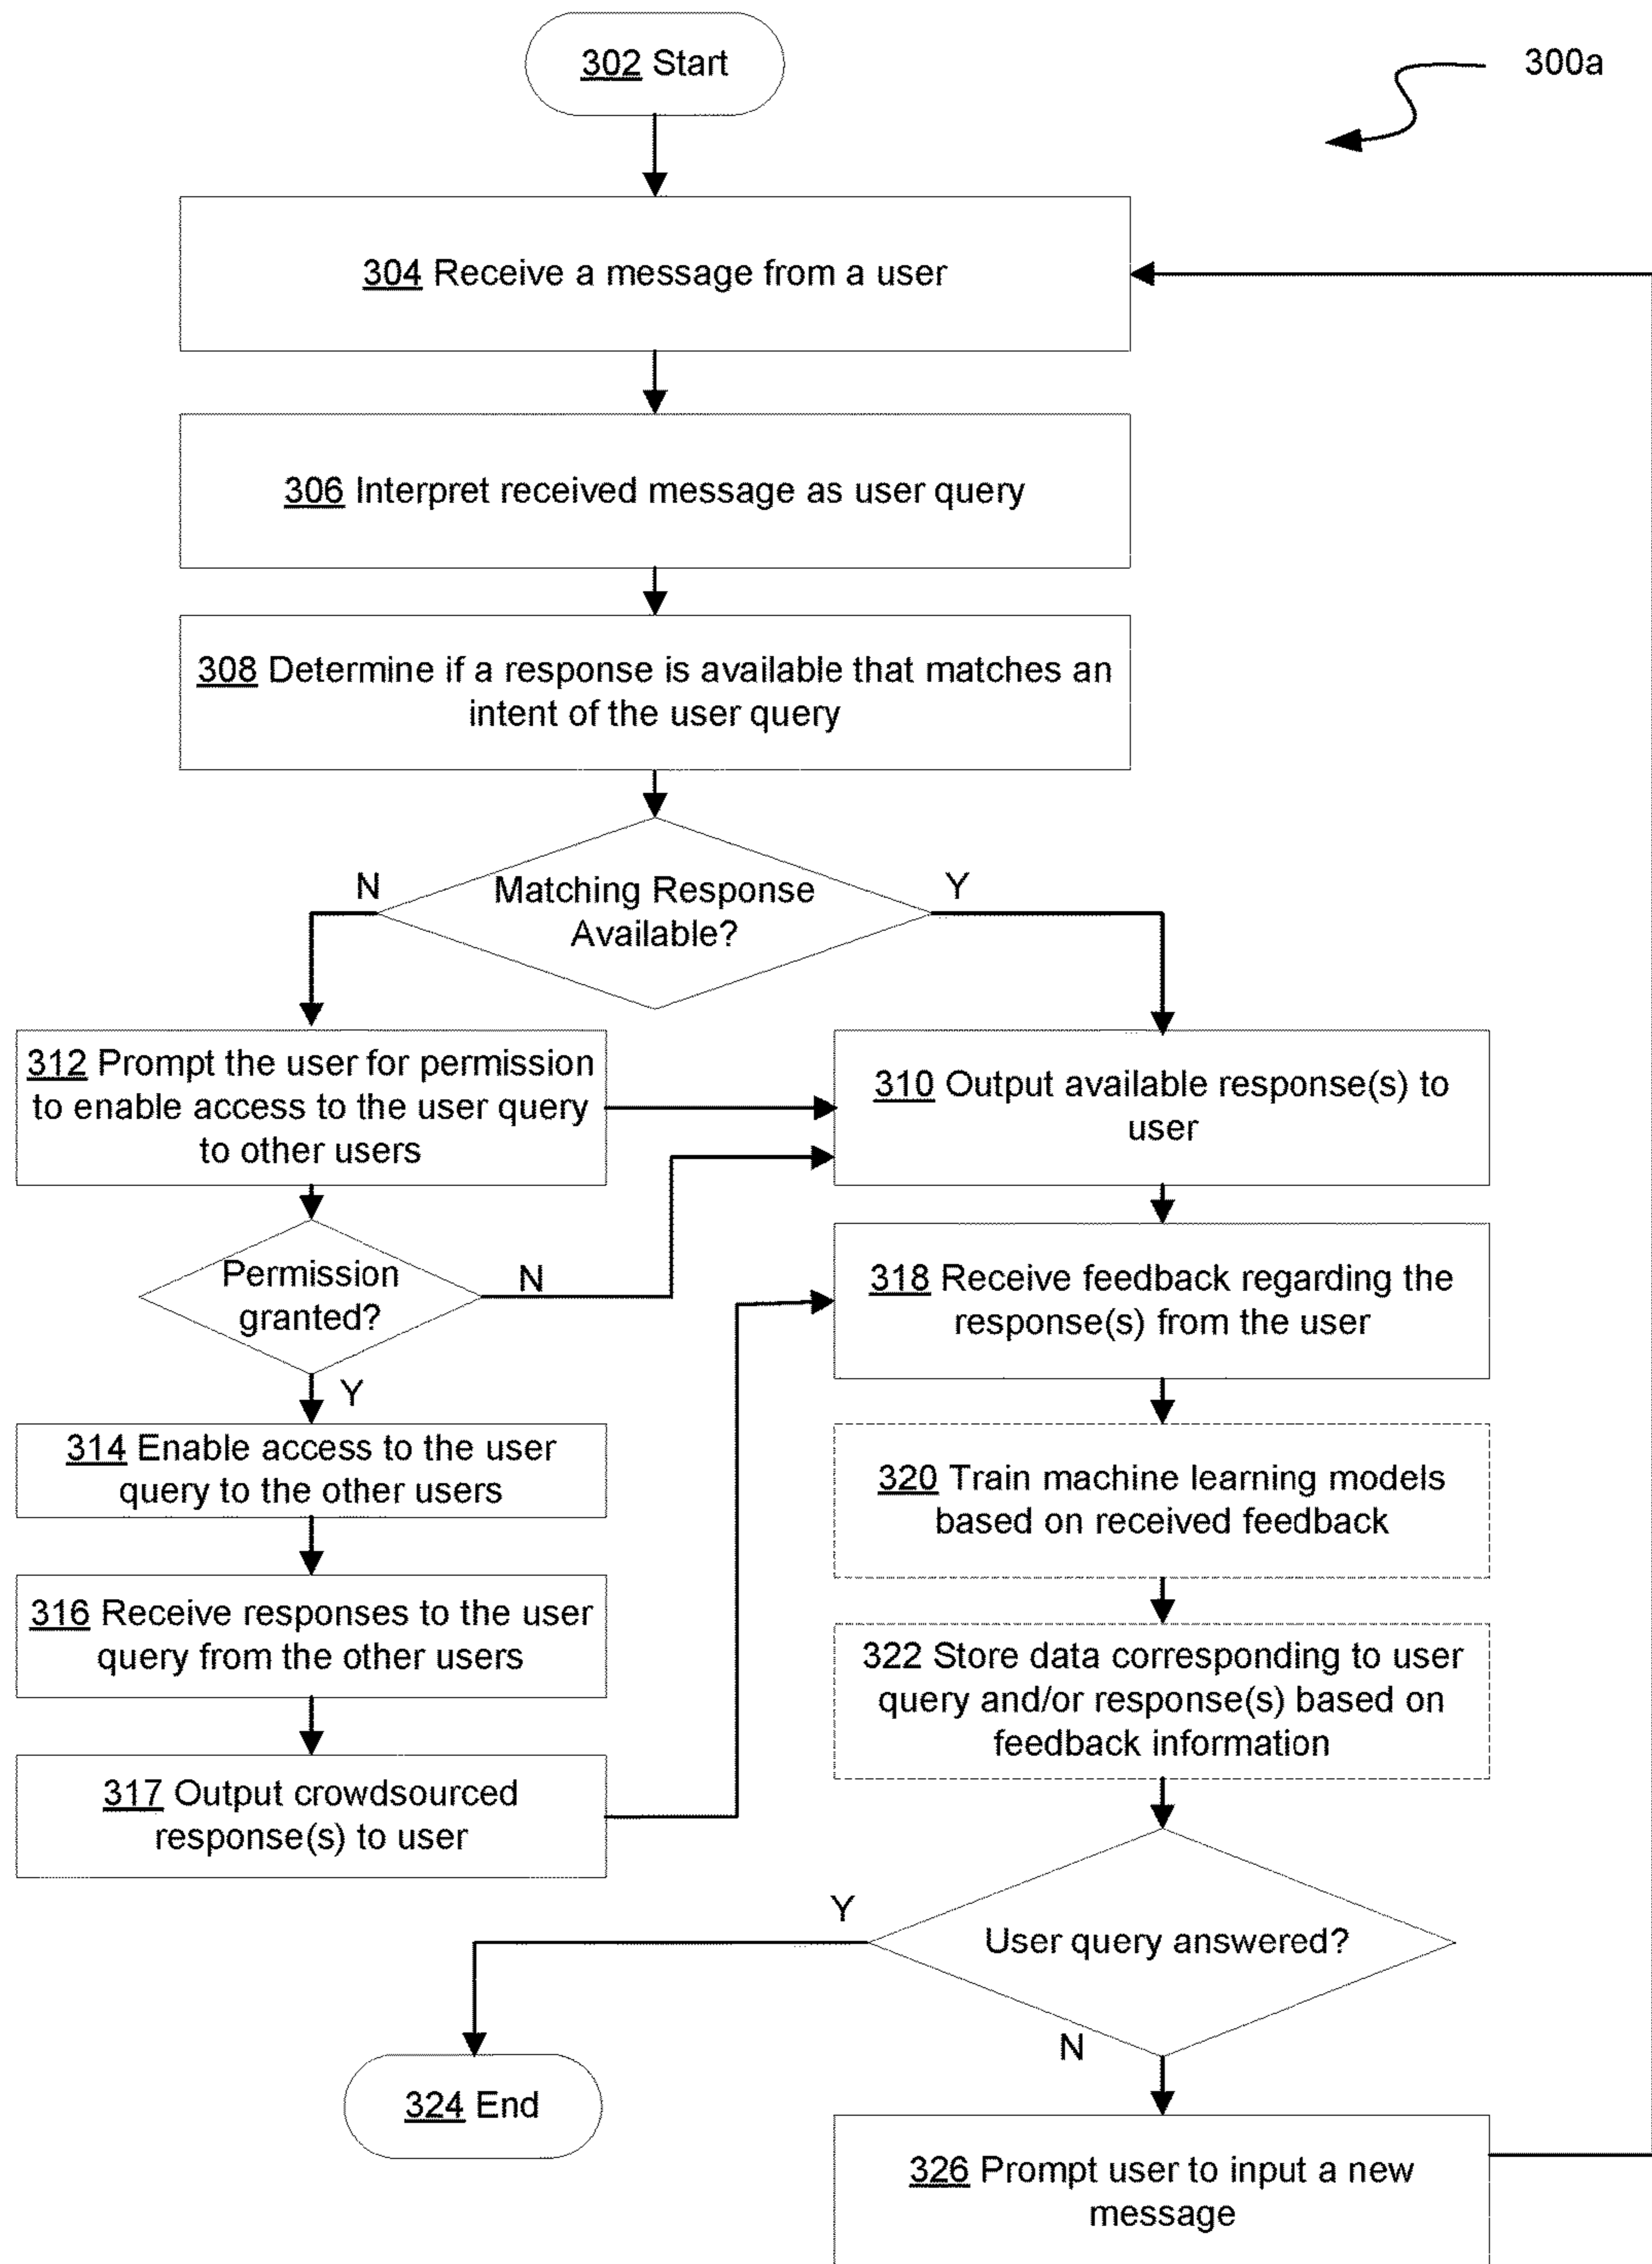 302 Start
300a
304 Receive a message from a user
306 Interpret received message as user query
308 Determine if a response is available that matches an
intent of the user query
N
Matching Response
Available?
Y
312 Prompt the user for permission
to enable access to the user query
to other users
310 Output available response(s) to
user
Permission
granted?
N
Y
318 Receive feedback regarding the
response(s) from the user
314 Enable access to the user
query to the other users
320 Train machine learning models
based on received feedback
316 Receive responses to the user
query from the other users
322 Store data corresponding to user
query and/or response(s) based on
feedback information
317 Output crowdsourced
response(s) to user
Y
User query answered?
N
324 End
326 Prompt user to input a new
message